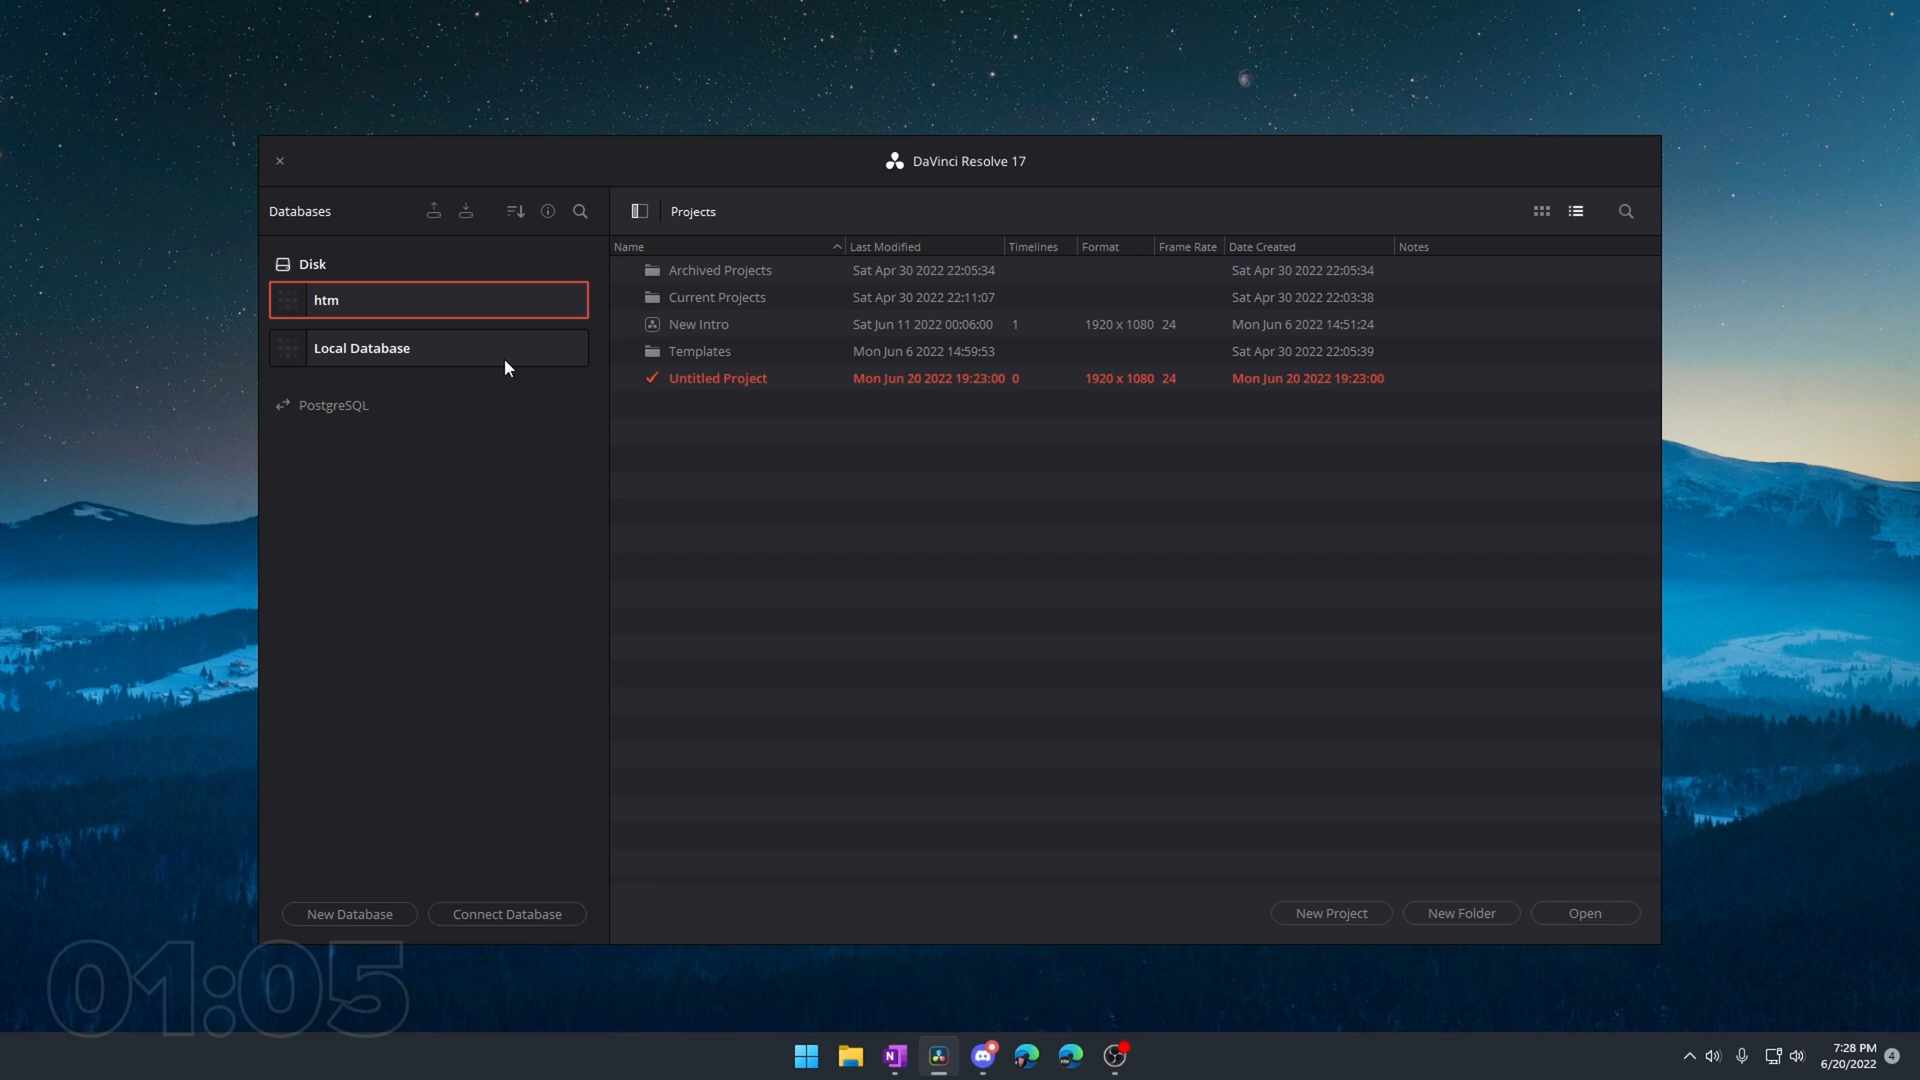 DaVinci Resolve 17
Databases
Projects
Name Last Modified Timelines Format Frame Rate Date Created Notes
Disk
htm
Local Database
PostgreSQL
Archived Projects Sat Apr 30 2022 22:05:34 Sat Apr 30 2022 22:05:34
Current Projects Sat Apr 30 2022 22:11:07 Sat Apr 30 2022 22:03:38
New Intro Sat Jun 11 2022 00:06:00 1 1920 x 1080 24 Mon Jun 6 2022 14:51:24
Templates Mon Jun 6 2022 14:59:53 Sat Apr 30 2022 22:05:39
Untitled Project Mon Jun 20 2022 19:23:00 0 1920 x 1080 24 Mon Jun 20 2022 19:23:00
New Database Connect Database
New Project New Folder Open
01:05
N
7:28 PM
6/20/2022
4